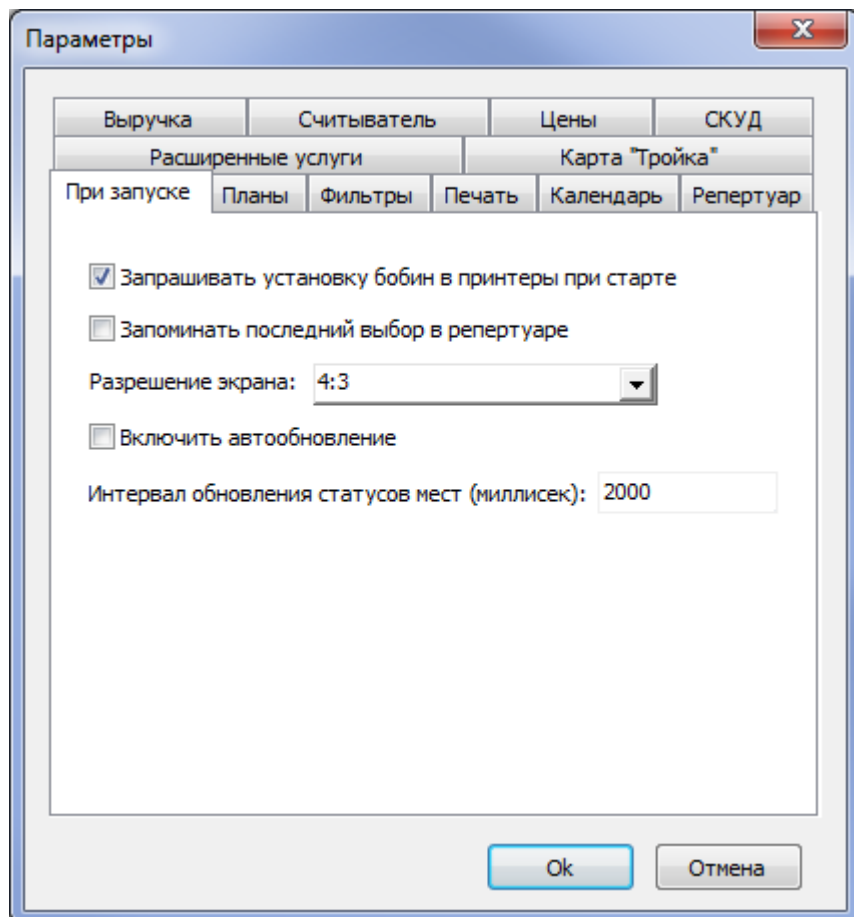 Параметры
Выручка Считыватель Цены СКУД
Расширенные услуги Карта "Тройка"
При запуске Планы Фильтры Печать Календарь Репертуар
Запрашивать установку бобин в принтеры при старте
Запоминать последний выбор в репертуаре
Разрешение экрана: 4:3
Включить автообновление
Интервал обновления статусов мест (миллисек): 2000
Ok Отмена